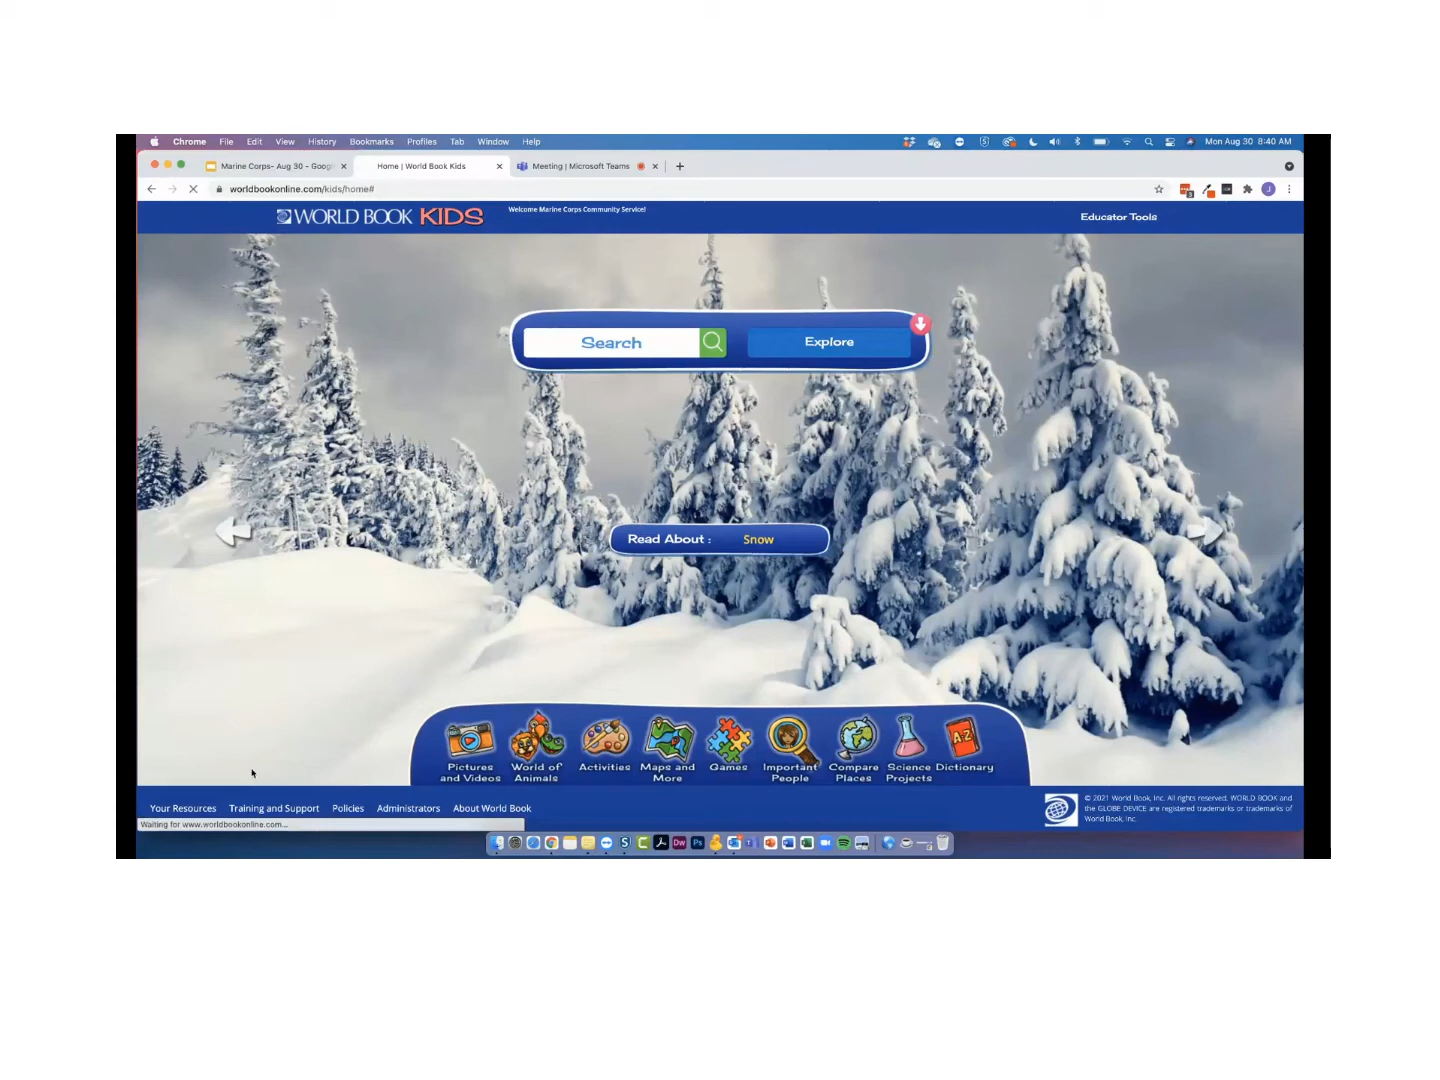 Chrome File Edit View History Bookmarks Profiles Tab Window Help Mon Aug 30 8:40 AM
Marine Corps- Aug 30 - Goog Home | World Book Kids Meeting | Microsoft Teams
worldbookonline.com/kids/home#
WORLD BOOK KIDS Welcome Marine Corps Community Service! Educator Tools
Search Explore
Read About : Snow
Pictures and Videos
World of Animals
Activities
Maps and More
Games
Important People
Compare Places
Science Projects
Dictionary
A-Z
Your Resources Training and Support Policies Administrators About World Book
© 2021 World Book, Inc. All rights reserved. WORLD BOOK and
the GLOBE DEVICE are registered trademarks or trademarks of
World Book, Inc.
Waiting for www.worldbookonline.com...